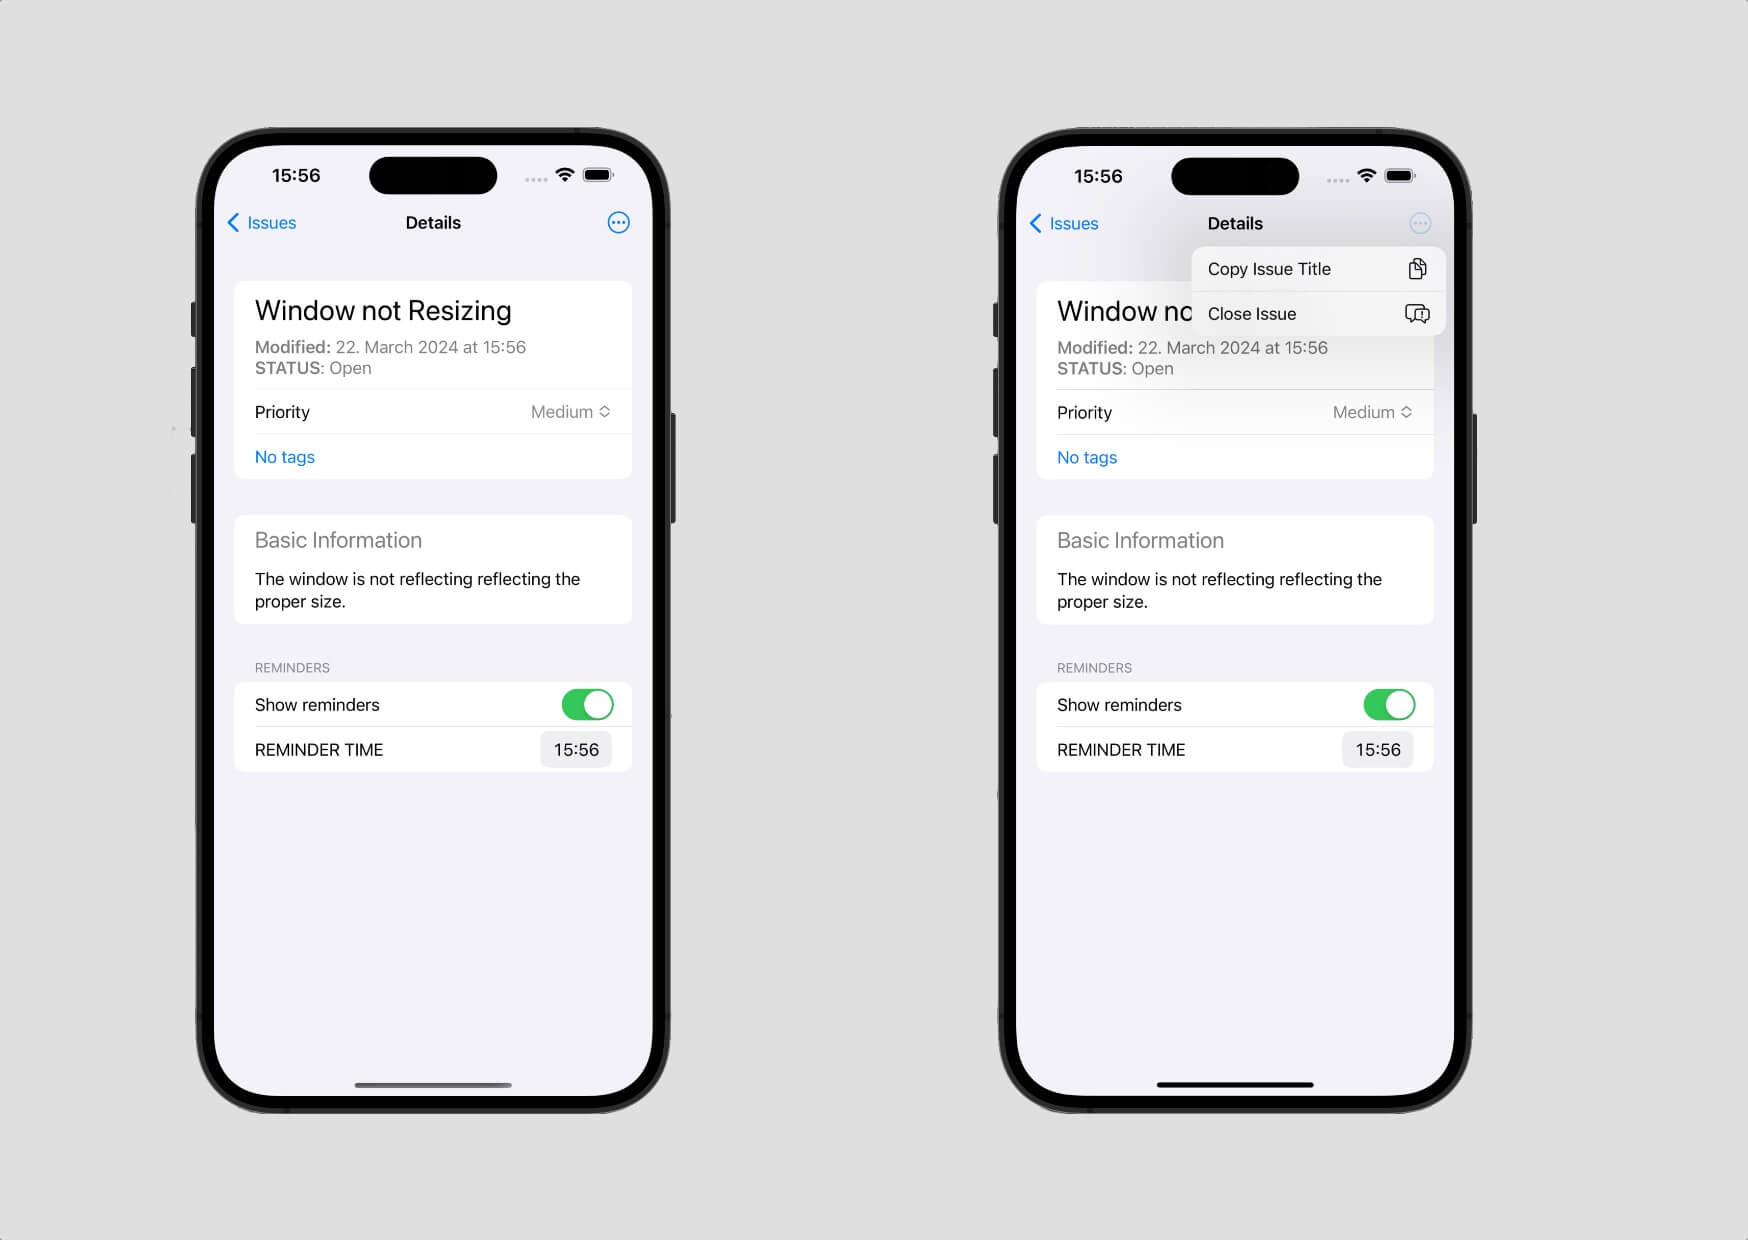 15:56
Issues
Details
Window not Resizing
Modified: 22. March 2024 at 15:56
STATUS: Open
Priority
Medium
No tags
Basic Information
The window is not reflecting reflecting the
proper size.
REMINDERS
Show reminders
REMINDER TIME
15:56
15:56
Issues
Details
Copy Issue Title
Close Issue
Window no
Modified: 22. March 2024 at 15:56
STATUS: Open
Priority
Medium
No tags
Basic Information
The window is not reflecting reflecting the
proper size.
REMINDERS
Show reminders
REMINDER TIME
15:56